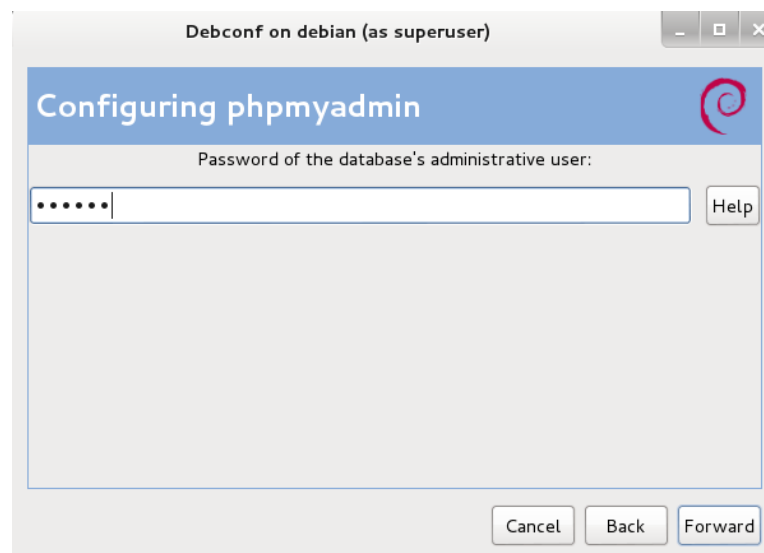 Debconf on debian (as superuser)
Configuring phpmyadmin
Password of the database's administrative user:
••••••
Help
Cancel
Back
Forward